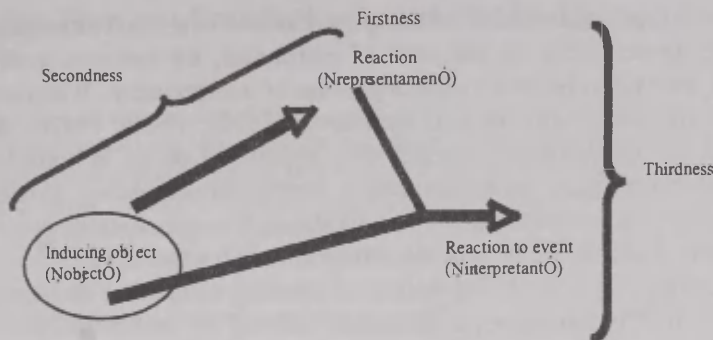 Firstness
Secondness
Reaction
(NrepresentamenÓ)
Thirdness
Inducing object
(NobjectÓ)
Reaction to event
(NinterpretantÓ)